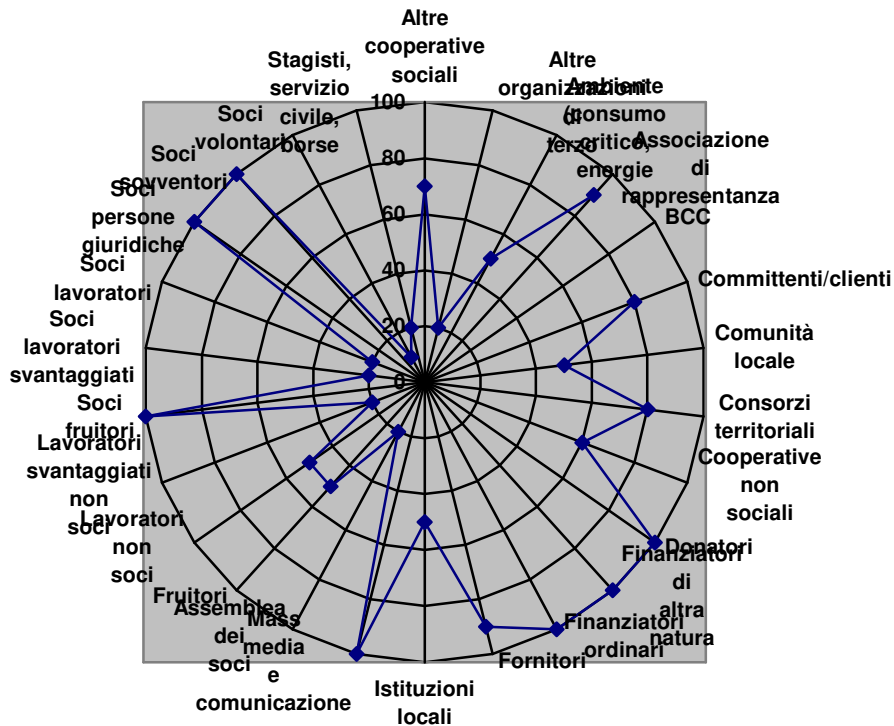 Altre
cooperative
sociali
Altre
organizzazioni
di
terzo
Ambiente
(consumo
critico,
energie
Associazione
di
rappresentanza
BCC
Committenti/clienti
Comunità
locale
Consorzi
territoriali
Cooperative
non
sociali
Donatori
Finanziatori
di
altra
natura
Finanziatori
ordinari
Fornitori
Istituzioni
locali
Mass
media
e
comunicazione
Assemblea
dei
soci
Fruitori
Lavoratori
non
soci
Lavoratori
svantaggiati
non
soci
Soci
fruitori
Soci
lavoratori
svantaggiati
Soci
lavoratori
Soci
persone
giuridiche
Soci
sovventori
Soci
volontari
Stagisti,
servizio
civile,
borse
100
80
60
40
20
0